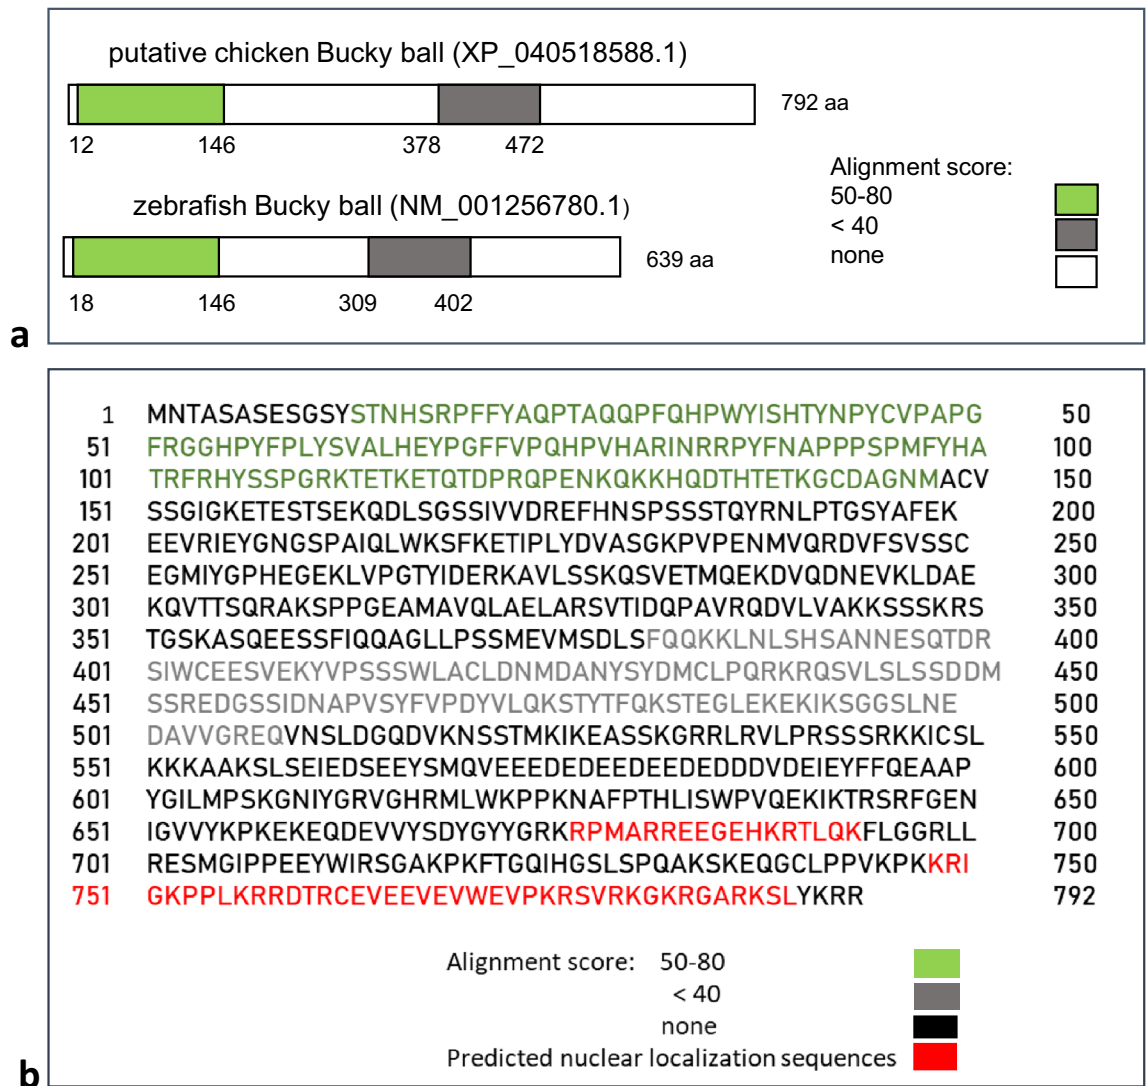 putative chicken Bucky ball (XP_040518588.1)
792 aa
12 146 378 472
zebrafish Bucky ball (NM_001256780.1)
639 aa
18 146 309 402
Alignment score:
50-80
< 40
none
a
1 MNTASASESGSYSTNHSRPFFYAQPTAQQPFQHPWYISHTYNPYCVPAPG 50
51 FRGGHPYFPLYSVALHEYPGFFVPQHPVHARINRRPYFNAPPPSPMFYHA 100
101 TRFRHYSSPGRKTETKETQTDPRQPENKQKKHQDTHTETKGCDAGNMACV 150
151 SSGIGKETESTSEKQDLSGSSIVVDREFHNSPSSSTQYRNLPTGSYAFEK 200
201 EEVRIEYGNGSPAIQLWKSFKETIPLYDVASGKPVPENMVQRDVFSVSSC 250
251 EGMIYGPHEGEKLVPGTYIDERKAVLSSKQSVETMQEKDVQDNEVKLDAE 300
301 KQVTTSQRAKSPPGEAMAVQLAELARSVTIDQPAVRQDVLVAKKSSSKRS 350
351 TGSKASQEESSFIQQAGLLPSSMEVMSDLSFQQKKLNLSHSANNESQTDR 400
401 SIWCEESVEKYVPSSSWLACLDNMDANYSYDMCLPQRKRQSVLSLSSDDM 450
451 SSREDGSSIDNAPVSYFVPDYVLQKSTYTFQKSTEGLEKEKIKSGGSLNE 500
501 DAVVGREQVNSLDGQDVKNSSTMKIKEASSKGRRLRVLPRSSSRKKICSL 550
551 KKKAAKSLSEIEDSEEYSMQVEEEDEDEEDEEDEDDDVDEIEYFFQEAAP 600
601 YGILMPSKGNIYGRVGHRMLWKPPKNAFPTHLISWPVQEKIKTRSRFGEN 650
651 IGVVYKPKEKEQDEVVYSDYGYYGRKRPMARREEGEHKRTLQKFLGGRLL 700
701 RESMGIPPEEYWIRSGAKPKFTGQIHGSLSPQAKSKEQGCLPPVKPKKRI 750
751 GKPPLKRRDTRCEVEEVEVWEVPKRSVRKGKRGARKSLYKRR 792
Alignment score: 50-80
< 40
none
Predicted nuclear localization sequences
b